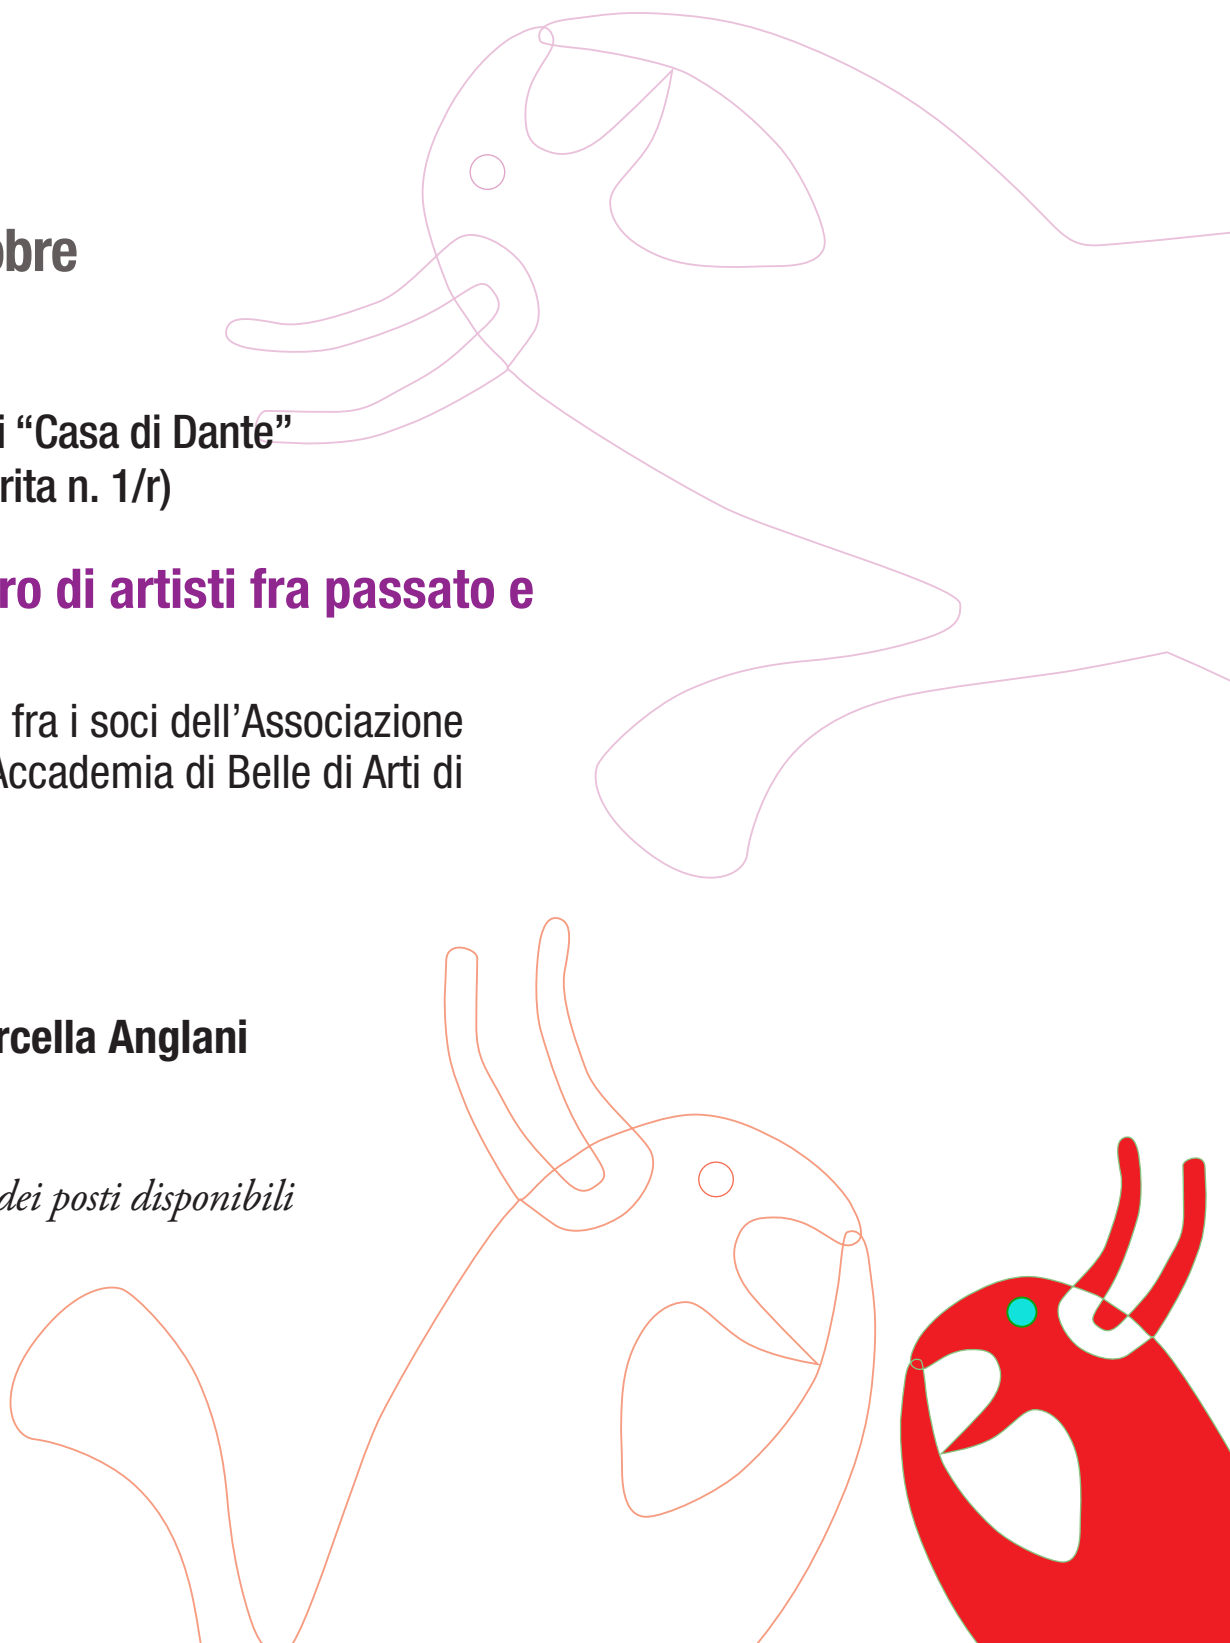 bre
i “Casa di Dante”
rita n. 1/r)
ro di artisti fra passato e
fra i soci dell’Associazione
Accademia di Belle di Arti di
rcella Anglani
dei posti disponibili